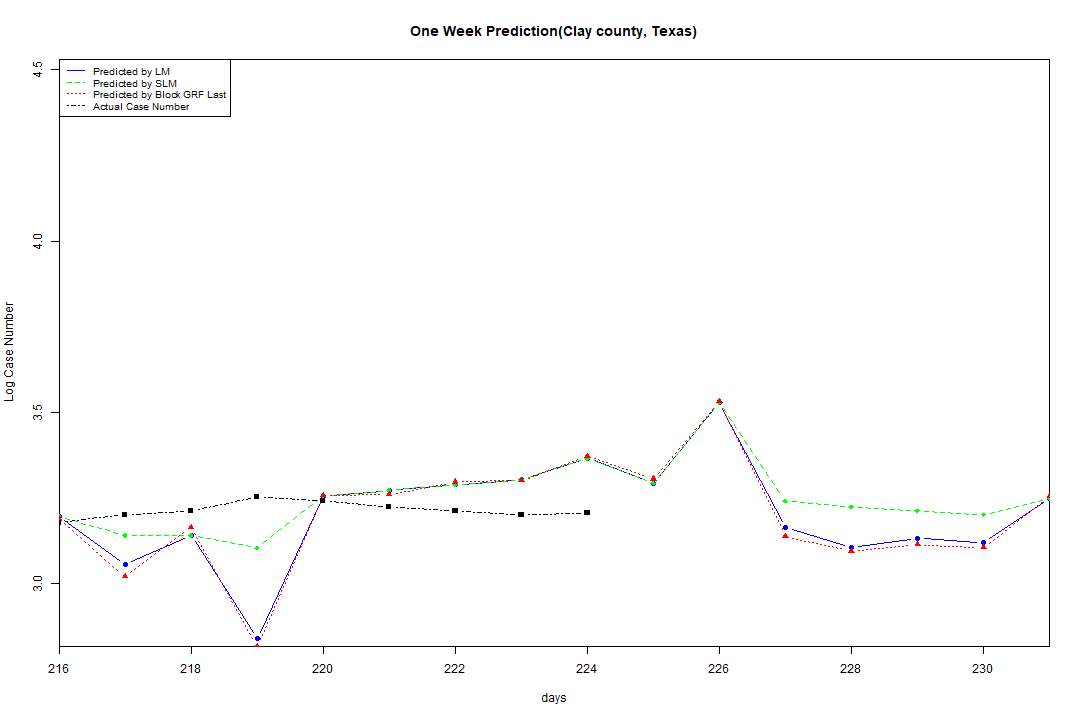 One Week Prediction(Clay county, Texas)
Predicted by LM
Predicted by SLM
Predicted by Block GRF Last
Actual Case Number
4.5
4.0
3.5
3.0
Log Case Number
216 218 220 222 224 226 228 230
days